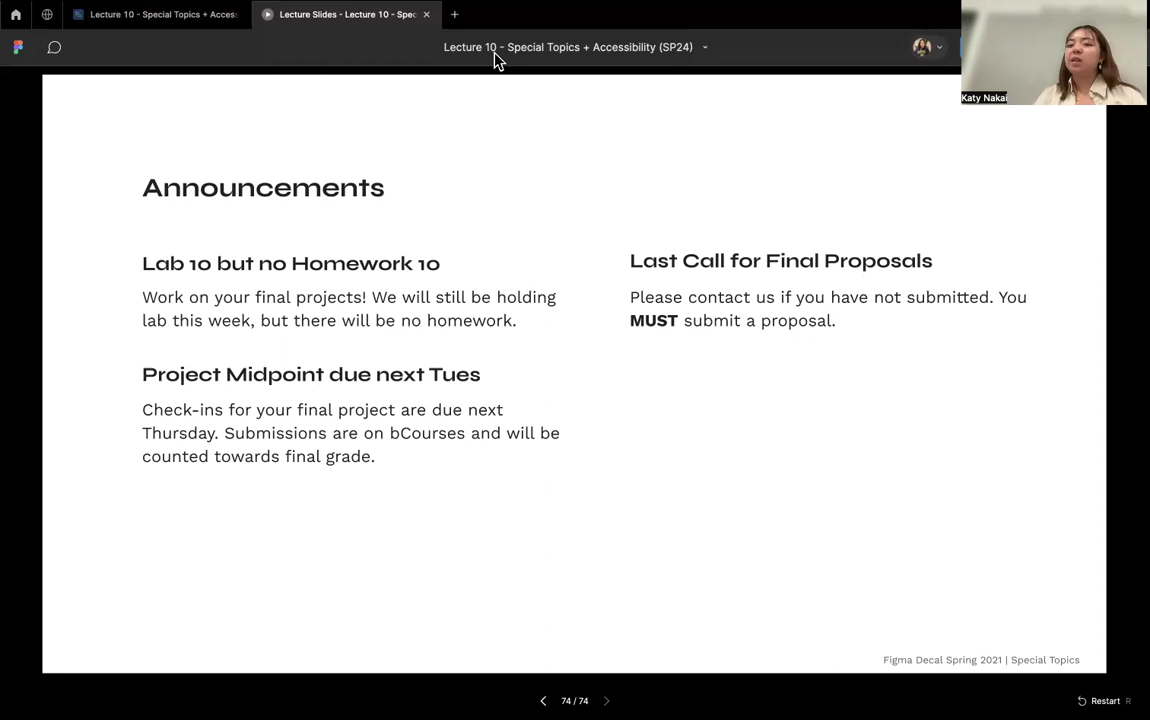 Lecture 10 - Special Topics + Acces
Lecture Slides - Lecture 10 - Spec
Lecture 10 - Special Topics + Accessibility (SP24)
Katy Nakai
Announcements
Lab 10 but no Homework 10
Work on your final projects! We will still be holding
lab this week, but there will be no homework.
Project Midpoint due next Tues
Check-ins for your final project are due next
Thursday. Submissions are on bCourses and will be
counted towards final grade.
Last Call for Final Proposals
Please contact us if you have not submitted. You
MUST submit a proposal.
Figma Decal Spring 2021 | Special Topics
74 / 74
Restart R